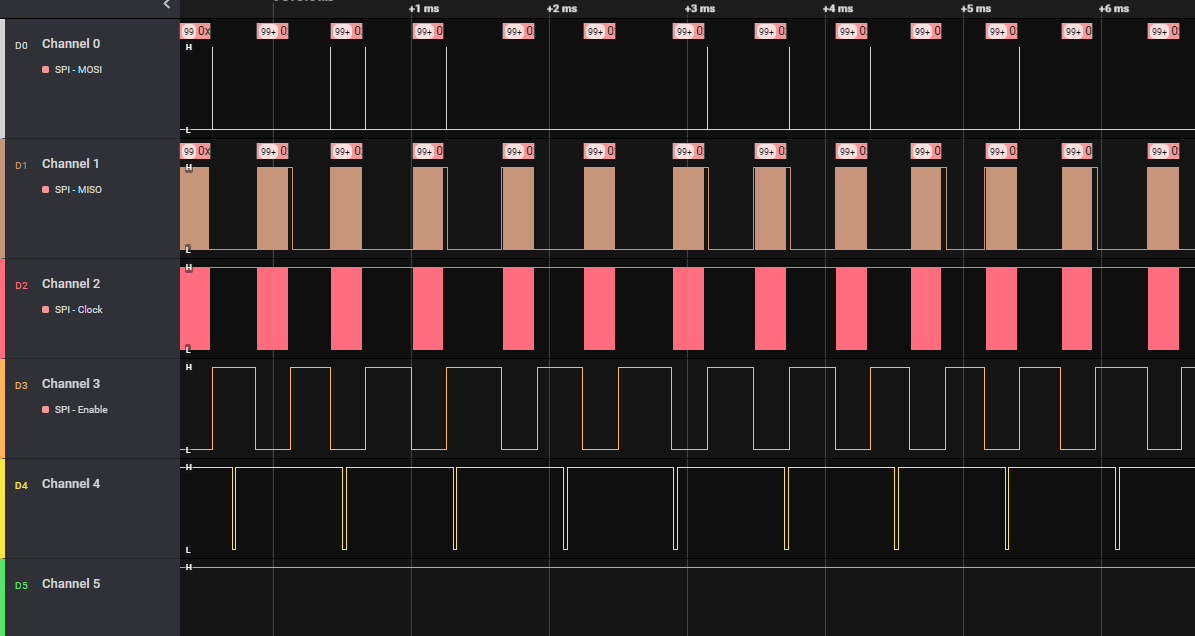 +1 ms +2 ms +3 ms +4 ms +5 ms +6 ms
D0 Channel 0
SPI - MOSI
99 0x 99+ 0 99+ 0 99+ 0 99+ 0 99+ 0 99+ 0 99+ 0 99+ 0 99+ 0 99+ 0 99+ 0 99+ 0
H
L
D1 Channel 1
SPI - MISO
99 0x 99+ 0 99+ 0 99+ 0 99+ 0 99+ 0 99+ 0 99+ 0 99+ 0 99+ 0 99+ 0 99+ 0 99+ 0
H
L
D2 Channel 2
SPI - Clock
H
L
D3 Channel 3
SPI - Enable
H
L
D4 Channel 4
H
L
D5 Channel 5
H